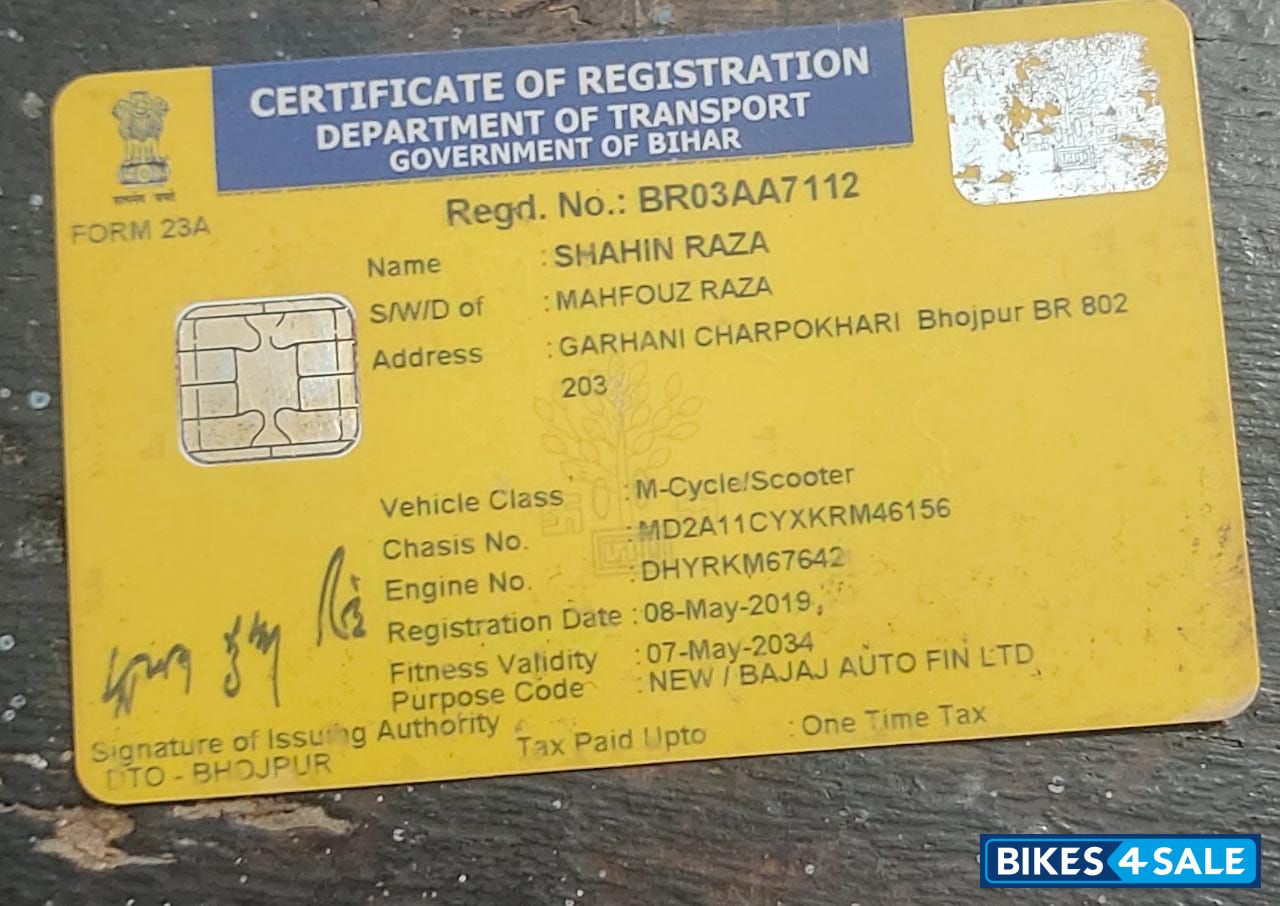 CERTIFICATE OF REGISTRATION
DEPARTMENT OF TRANSPORT
GOVERNMENT OF BIHAR
FORM 23A
Regd. No.: BR03AA7112
Name : SHAHIN RAZA
S/W/D of : MAHFOUZ RAZA
Address : GARHANI CHARPOKHARI Bhojpur BR 802
203
Vehicle Class : M-Cycle/Scooter
Chasis No. : MD2A11CYXKRM46156
Engine No. : DHYRKM67642
Registration Date : 08-May-2019
Fitness Validity : 07-May-2034
Purpose Code : NEW / BAJAJ AUTO FIN LTD
Signature of Issuing Authority
DTO - BHOJPUR
Tax Paid Upto : One Time Tax
BIKES4SALE